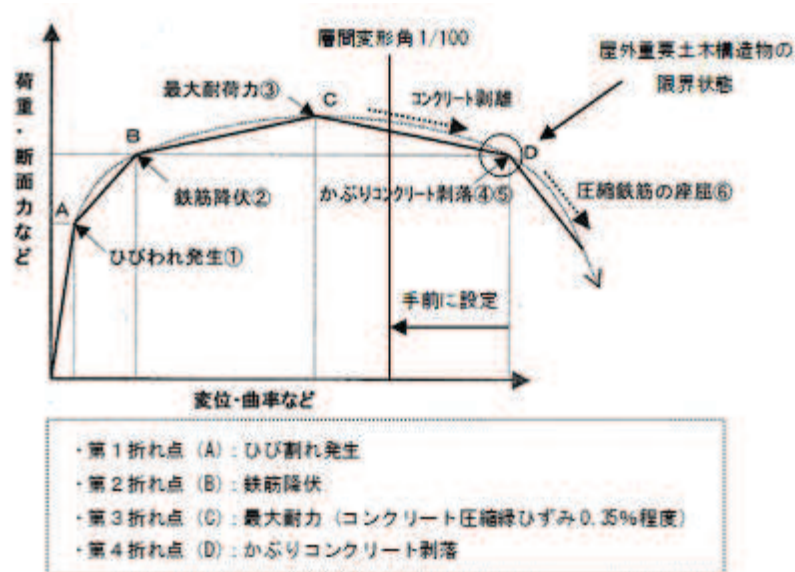 層間変形角1/100
屋外重要土木構造物の
限界状態
荷重・断面力など
最大耐荷力③
C
コンクリート剥離
B
D
鉄筋降伏②
かぶりコンクリート剥落④⑤
圧縮鉄筋の座屈⑥
A
ひびわれ発生①
手前に設定
変位・曲率など
・第1折れ点（A）：ひび割れ発生
・第2折れ点（B）：鉄筋降伏
・第3折れ点（C）：最大耐力（コンクリート圧縮縁ひずみ0.35%程度）
・第4折れ点（D）：かぶりコンクリート剥落